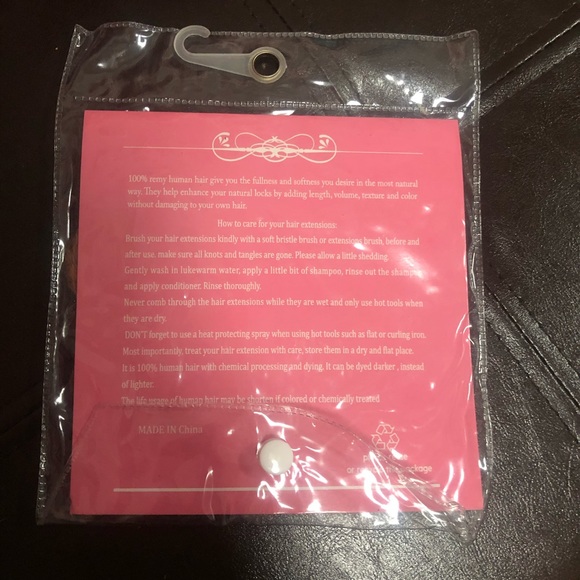 100% remy human hair give you the fullness and softness you desire in the most natural
way. They help enhance your natural locks by adding length, volume, texture and color
without damaging to your own hair.
How to care for your hair extensions:
Brush your hair extensions kindly with a soft bristle brush or extensions brush, before and
after use, make sure all knots and tangles are gone. Please allow a little shedding.
Gently wash in lukewarm water, apply a little bit of shampoo, rinse out the shampoo
and apply conditioner. Rinse thoroughly.
Never comb through the hair extensions while they are wet and only use hot tools when
they are dry.
DON'T forget to use a heat protecting spray when using hot tools such as flat or curling iron.
Most importantly, treat your hair extension with care, store them in a dry and flat place.
It is 100% human hair with chemical processing and dying. It can be dyed darker , instead
of lighter.
The life usage of human hair may be shorten if colored or chemically treated.
MADE IN China
or package